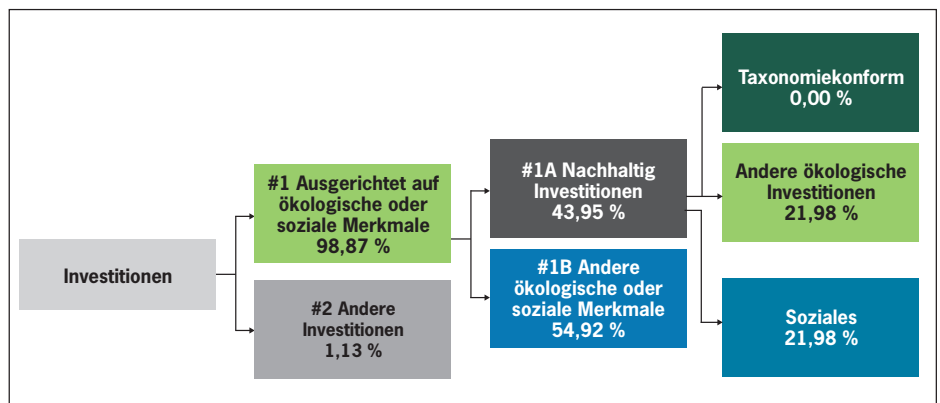 Investitionen
#1 Ausgerichtet auf
ökologische oder
soziale Merkmale
98,87 %
#2 Andere
Investitionen
1,13 %
#1A Nachhaltig
Investitionen
43,95 %
#1B Andere
ökologische oder
soziale Merkmale
54,92 %
Taxonomiekonform
0,00 %
Andere ökologische
Investitionen
21,98 %
Soziales
21,98 %